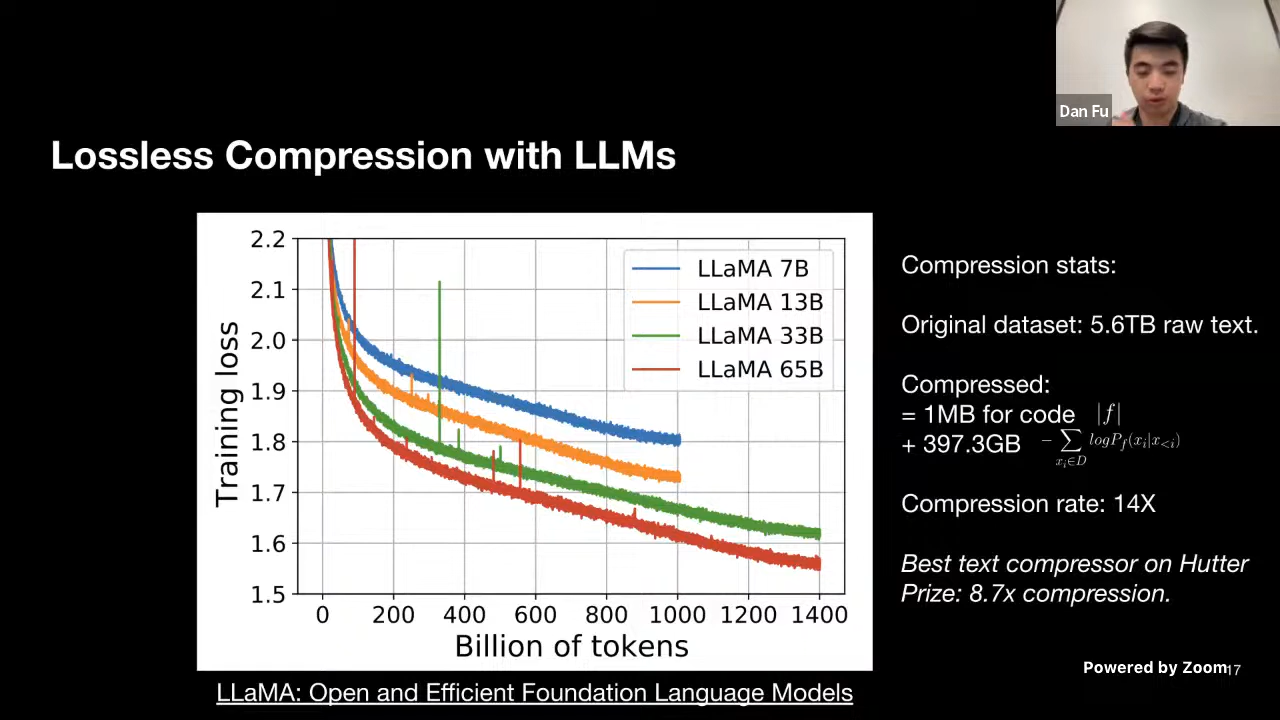 Dan Fu
Lossless Compression with LLMs
2.2
2.1
2.0
1.9
1.8
1.7
1.6
1.5
Training loss
LLaMA 7B
LLaMA 13B
LLaMA 33B
LLaMA 65B
0 200 400 600 800 1000 1200 1400
Billion of tokens
LLaMA: Open and Efficient Foundation Language Models
Compression stats:
Original dataset: 5.6TB raw text.
Compressed:
= 1MB for code |f|
+ 397.3GB − ∑_{x_i∈D} logP_f(x_i|x_{<i})
Compression rate: 14X
Best text compressor on Hutter
Prize: 8.7x compression.
Powered by Zoom
17